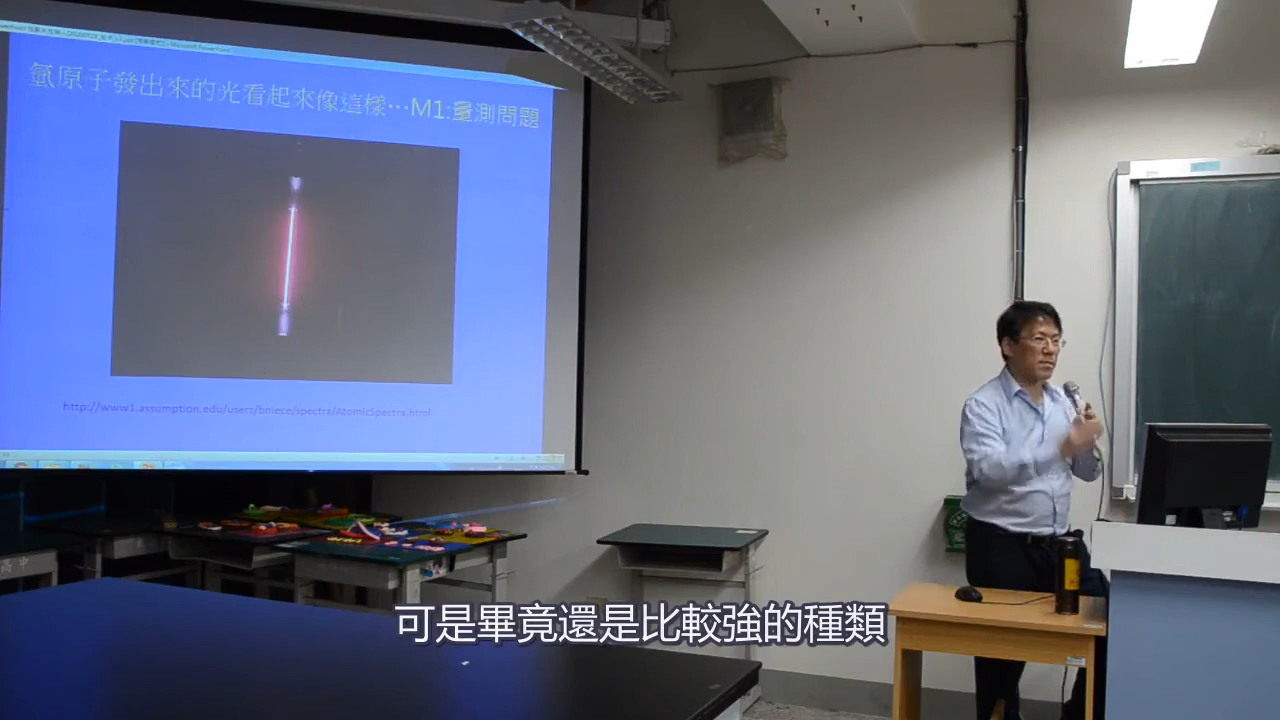 氫原子發出來的光看起來像這樣…M1:量測問題
http://www1.assumption.edu/users/bniece/spectra/AtomicSpectra.html
高中
可是畢竟還是比較強的種類